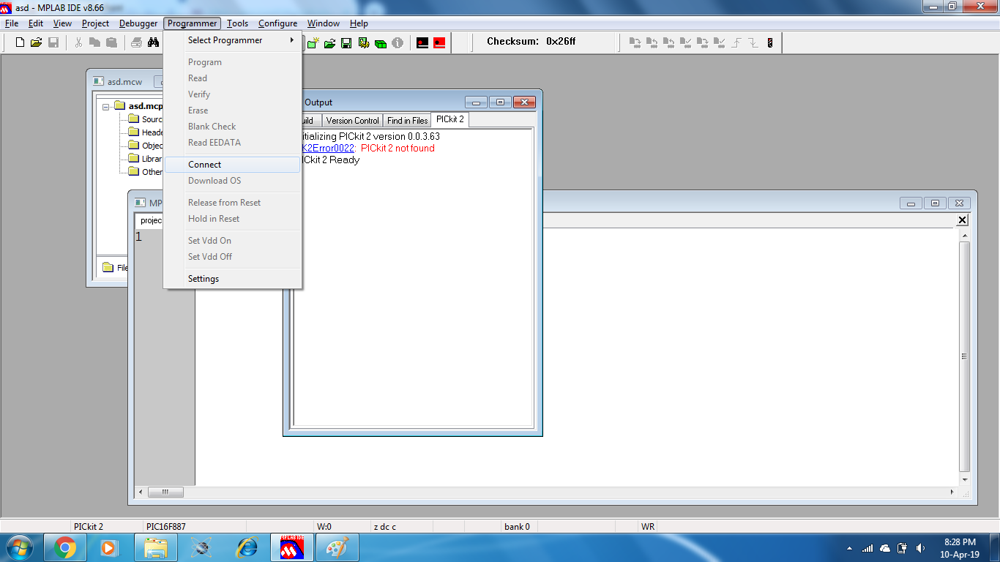 asd - MPLAB IDE v8.66
File Edit View Project Debugger Programmer Tools Configure Window Help
Checksum: 0x26ff
Select Programmer
Program
Read
Verify
Erase
Blank Check
Read EEDATA
Connect
Download OS
Release from Reset
Hold in Reset
Set Vdd On
Set Vdd Off
Settings
asd.mcw
asd.mcp
Sourc
Heade
Objec
Librar
Other
File
Output
uild Version Control Find in Files PICkit 2
itializing PICkit 2 version 0.0.3.63
K2Error0022: PICkit 2 not found
ICkit 2 Ready
MP
projec
1
PICkit 2 PIC16F887 W:0 z dc c bank 0 WR
MPLAB IDE
8:28 PM
10-Apr-19